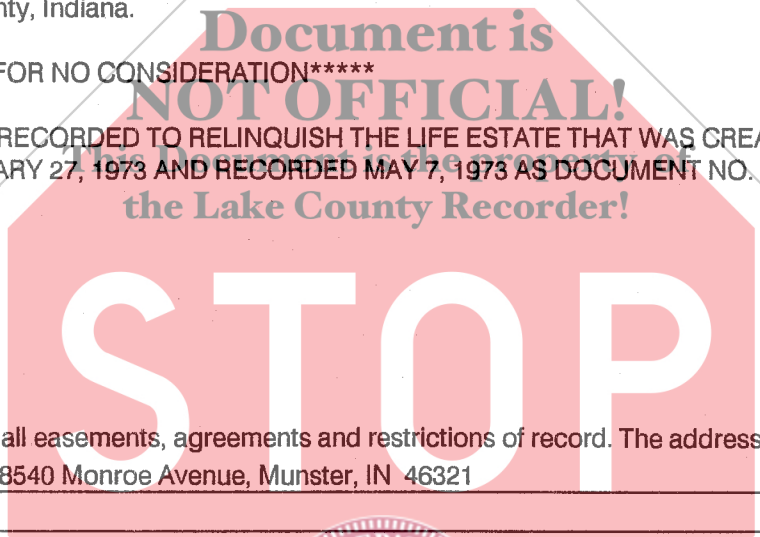 nty, Indiana.
Document is
FOR NO CONSIDERATION*****
NOT OFFICIAL!
RECORDED TO RELINQUISH THE LIFE ESTATE THAT WAS CREA
This Document is the property of
ARY 27, 1973 AND RECORDED MAY 7, 1973 AS DOCUMENT NO.
the Lake County Recorder!
STOP
all easements, agreements and restrictions of record. The address
8540 Monroe Avenue, Munster, IN 46321